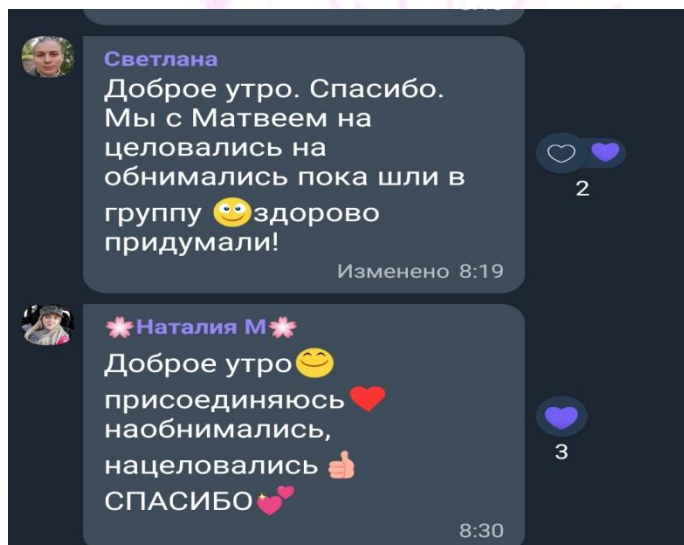 Светлана
Доброе утро. Спасибо.
Мы с Матвеем на
целовались на
обнимались пока шли в
группу 🙄здорово
придумали!
Изменено 8:19
2
🌸Наталия М🌸
Доброе утро😊
присоединяюсь❤️
наобнимались,
нацеловались 👍
СПАСИБО💕
3
8:30